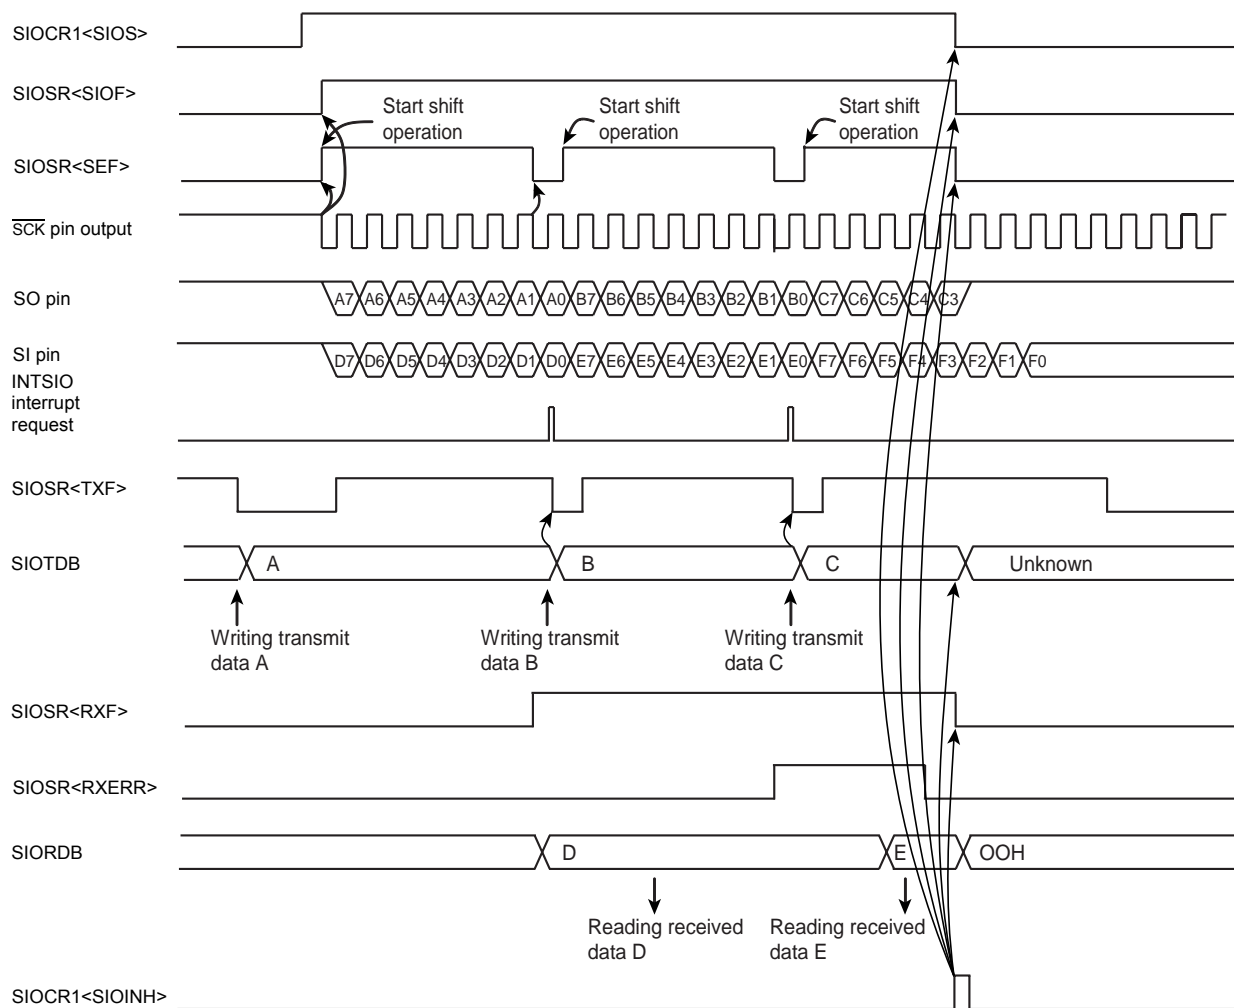 SIOCR1<SIOS>
SIOSR<SIOF>
Start shift
operation
Start shift
operation
Start shift
operation
SIOSR<SEF>
SCK pin output
SO pin
A7 A6 A5 A4 A3 A2 A1 A0 B7 B6 B5 B4 B3 B2 B1 B0 C7 C6 C5 C4 C3
SI pin
D7 D6 D5 D4 D3 D2 D1 D0 E7 E6 E5 E4 E3 E2 E1 E0 F7 F6 F5 F4 F3 F2 F1 F0
INTSIO
interrupt
request
SIOSR<TXF>
SIOTDB
A B C Unknown
Writing transmit
data A
Writing transmit
data B
Writing transmit
data C
SIOSR<RXF>
SIOSR<RXERR>
SIORDB
D E OOH
Reading received
data D
Reading received
data E
SIOCR1<SIOINH>